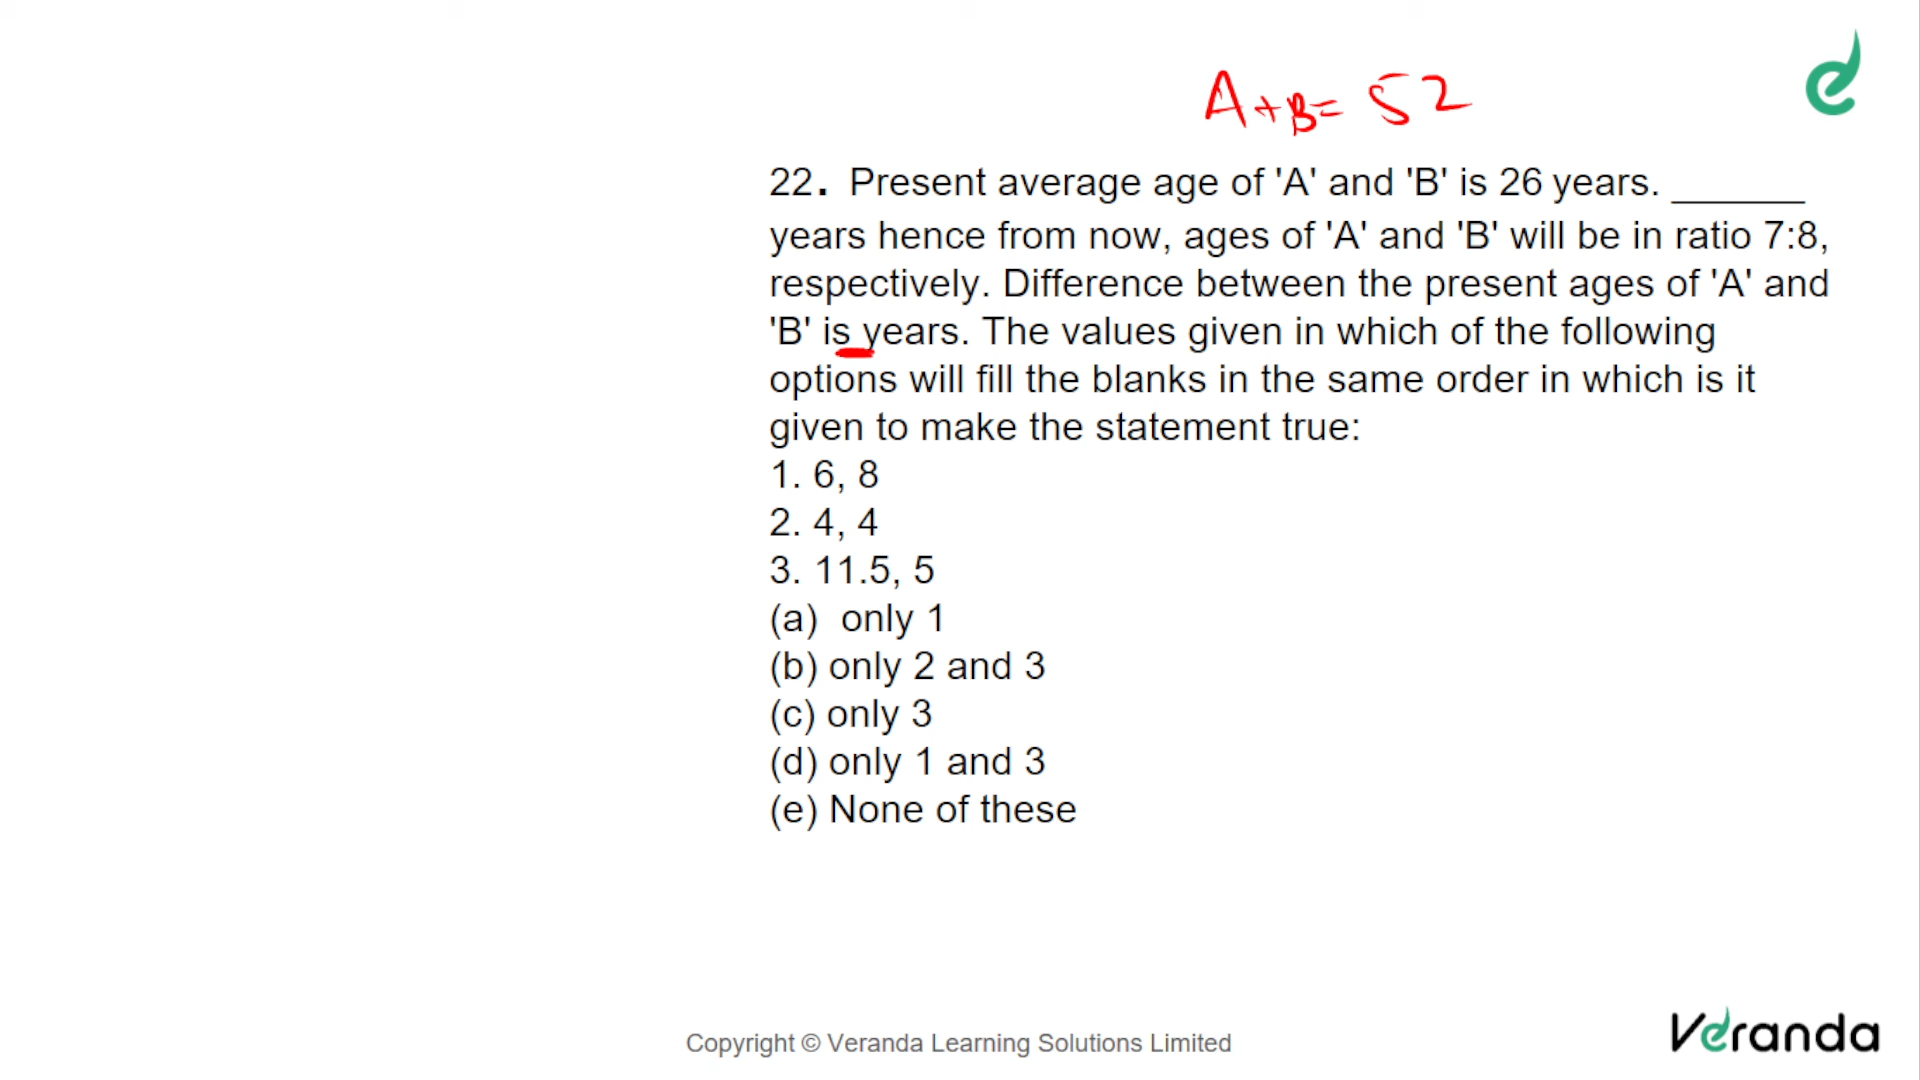 A+B= 52
22. Present average age of 'A' and 'B' is 26 years. ______
years hence from now, ages of 'A' and 'B' will be in ratio 7:8,
respectively. Difference between the present ages of 'A' and
'B' is years. The values given in which of the following
options will fill the blanks in the same order in which is it
given to make the statement true:
1. 6, 8
2. 4, 4
3. 11.5, 5
(a) only 1
(b) only 2 and 3
(c) only 3
(d) only 1 and 3
(e) None of these
Copyright © Veranda Learning Solutions Limited
Veranda